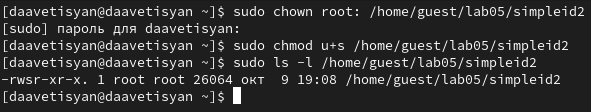 [daavetisyan@daavetisyan ~]$ sudo chown root: /home/guest/lab05/simpleid2
[sudo] пароль для daavetisyan:
[daavetisyan@daavetisyan ~]$ sudo chmod u+s /home/guest/lab05/simpleid2
[daavetisyan@daavetisyan ~]$ sudo ls -l /home/guest/lab05/simpleid2
-rwsr-xr-x. 1 root root 26064 окт  9 19:08 /home/guest/lab05/simpleid2
[daavetisyan@daavetisyan ~]$